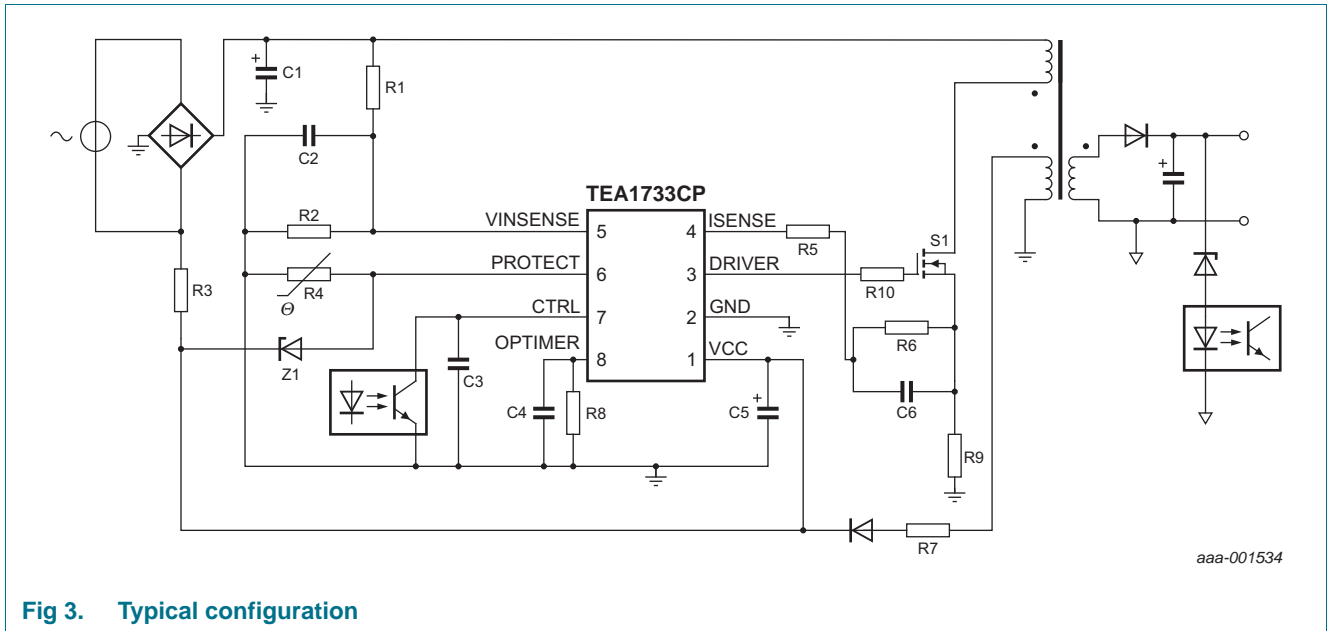 C1
R1
C2
TEA1733CP
R2
VINSENSE
5
4
ISENSE
R5
S1
PROTECT
6
3
DRIVER
R10
R3
R4
Θ
CTRL
7
2
GND
OPTIMER
8
1
VCC
R6
Z1
C3
C6
C4
R8
C5
R9
R7
aaa-001534
Fig 3. Typical configuration